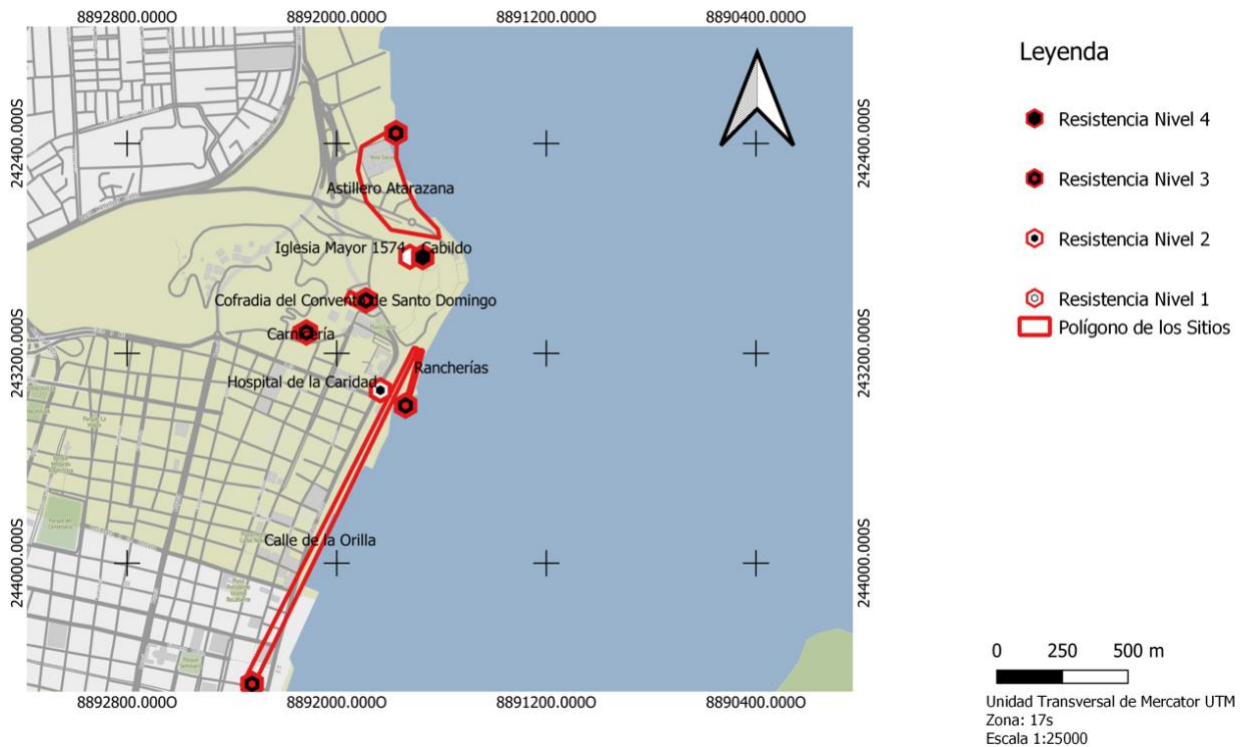 8892800.000O
8892000.000O
8891200.000O
8890400.000O
Leyenda
Resistencia Nivel 4
242400.000S
242400.000S
Resistencia Nivel 3
Astillero Atarazana
Iglesia Mayor 1574
Cabildo
Resistencia Nivel 2
Cofradia del Convento de Santo Domingo
Resistencia Nivel 1
Polígono de los Sitios
Carnicería
243200.000S
243200.000S
Rancherías
Hospital de la Caridad
Calle de la Orilla
244000.000S
244000.000S
0 250 500 m
8892800.000O
8892000.000O
8891200.000O
8890400.000O
Unidad Transversal de Mercator UTM
Zona: 17s
Escala 1:25000